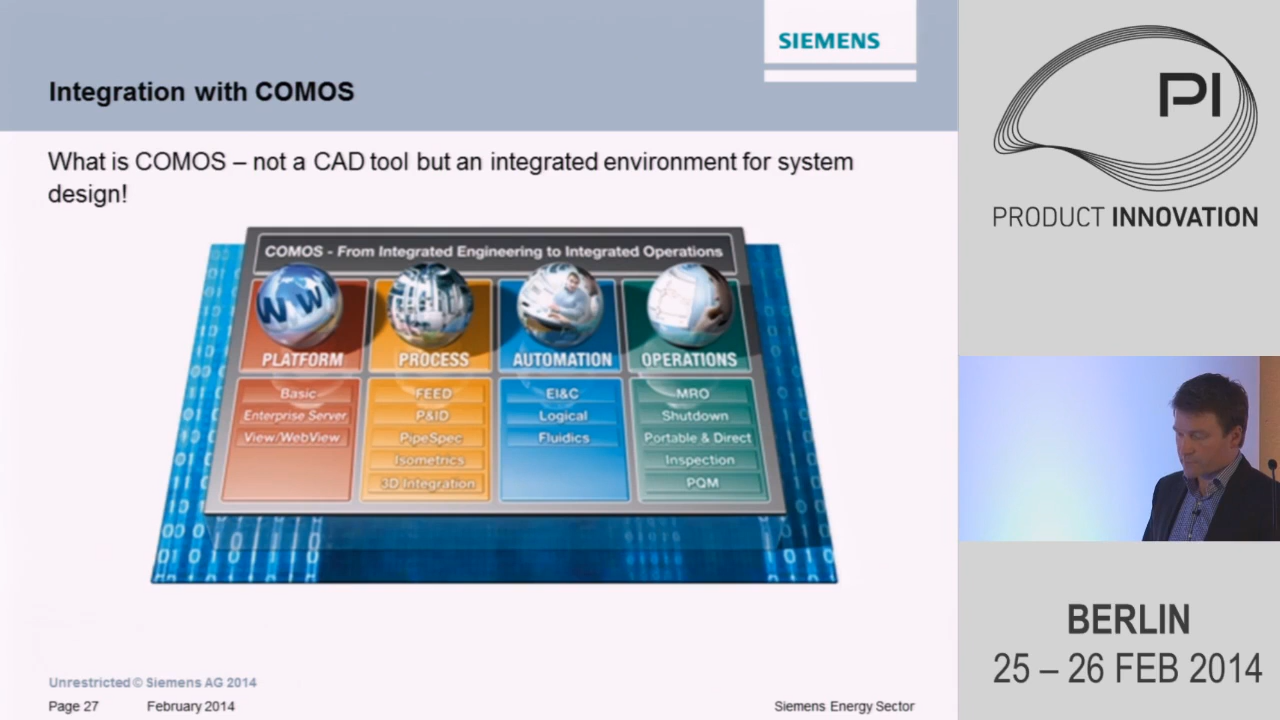 SIEMENS
Integration with COMOS
What is COMOS – not a CAD tool but an integrated environment for system
design!
COMOS - From Integrated Engineering to Integrated Operations
PLATFORM
Basic
Enterprise Server
View/WebView
PROCESS
FEED
P&ID
PipeSpec
Isometrics
3D Integration
AUTOMATION
EI&C
Logical
Fluidics
OPERATIONS
MRO
Shutdown
Portable & Direct
Inspection
PQM
Unrestricted © Siemens AG 2014
Page 27 February 2014 Siemens Energy Sector
PI
PRODUCT INNOVATION
BERLIN
25 – 26 FEB 2014